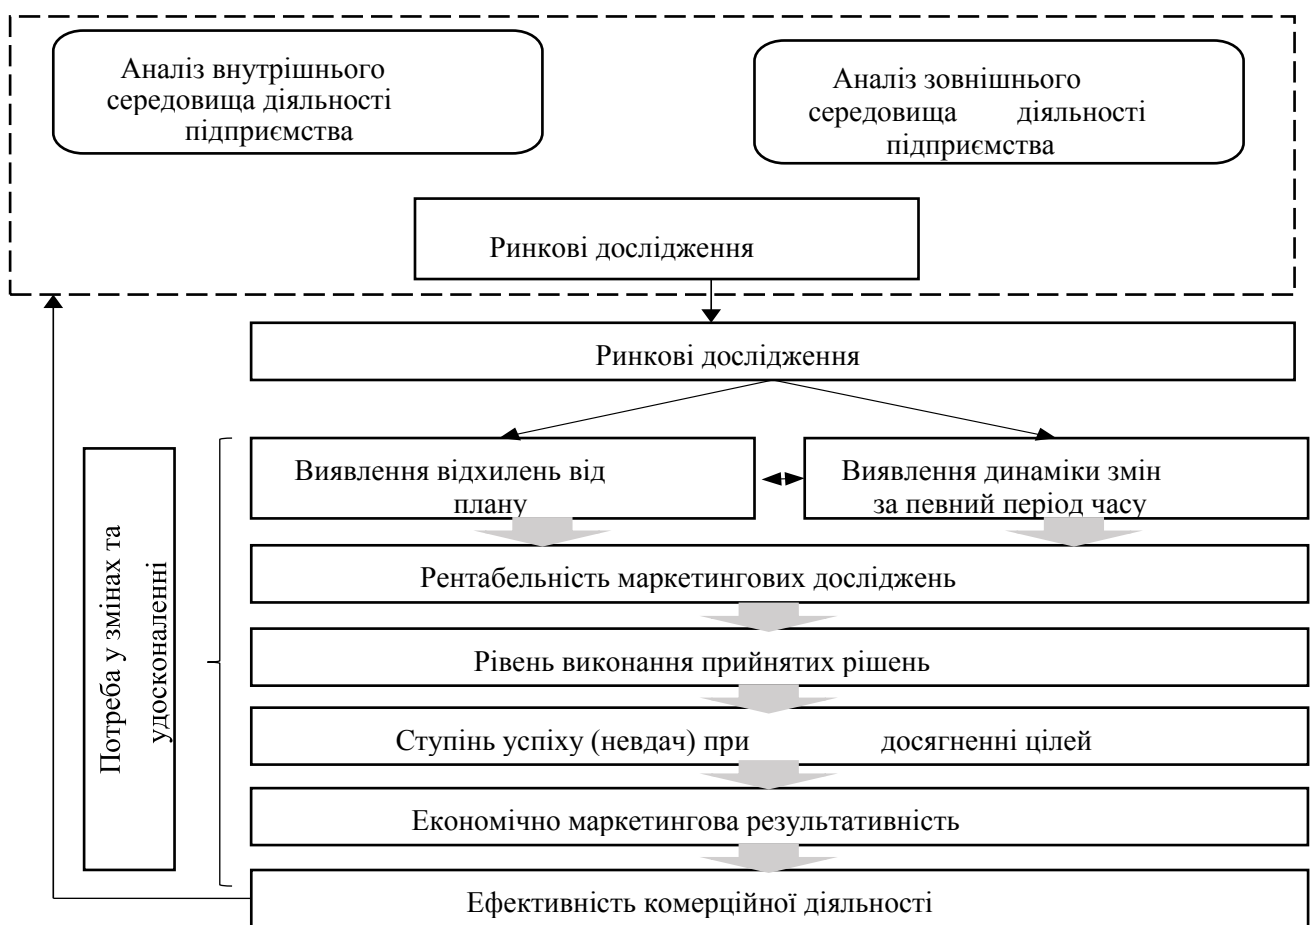 Аналіз внутрішнього
середовища діяльності
підприємства
Аналіз зовнішнього
середовища діяльності
підприємства
Ринкові дослідження
Ринкові дослідження
Потреба у змінах та
удосконаленні
Виявлення відхилень від
плану
Виявлення динаміки змін
за певний період часу
Рентабельність маркетингових досліджень
Рівень виконання прийнятих рішень
Ступінь успіху (невдач) при досягненні цілей
Економічно маркетингова результативність
Ефективність комерційної діяльності